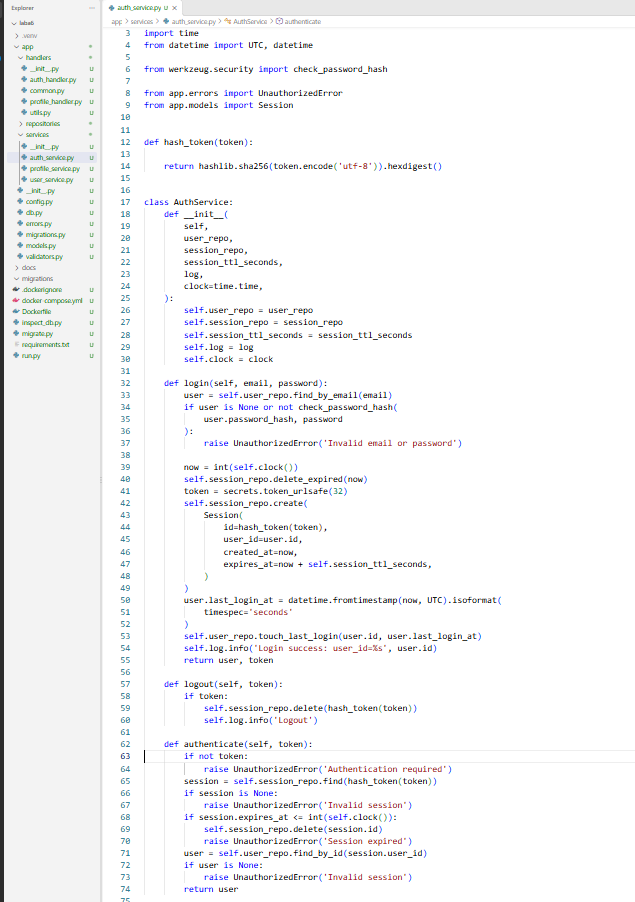 Explorer
laba6
.venv
app
handlers
__init__.py U
auth_handler.py U
common.py U
profile_handler.py U
utils.py U
repositories
services
__init__.py U
auth_service.py U
profile_service.py U
user_service.py U
__init__.py U
config.py U
db.py U
errors.py U
migrations.py U
models.py U
validators.py U
docs
migrations
.dockerignore U
docker-compose.yml U
Dockerfile U
inspect_db.py U
migrate.py U
requirements.txt U
run.py U
auth_service.py U ×
app > services > auth_service.py > AuthService > authenticate
3 import time
4 from datetime import UTC, datetime
5
6 from werkzeug.security import check_password_hash
7
8 from app.errors import UnauthorizedError
9 from app.models import Session
10
11
12 def hash_token(token):
13
14     return hashlib.sha256(token.encode('utf-8')).hexdigest()
15
16
17 class AuthService:
18     def __init__(
19         self,
20         user_repo,
21         session_repo,
22         session_ttl_seconds,
23         log,
24         clock=time.time,
25     ):
26         self.user_repo = user_repo
27         self.session_repo = session_repo
28         self.session_ttl_seconds = session_ttl_seconds
29         self.log = log
30         self.clock = clock
31
32     def login(self, email, password):
33         user = self.user_repo.find_by_email(email)
34         if user is None or not check_password_hash(
35             user.password_hash, password
36         ):
37             raise UnauthorizedError('Invalid email or password')
38
39         now = int(self.clock())
40         self.session_repo.delete_expired(now)
41         token = secrets.token_urlsafe(32)
42         self.session_repo.create(
43             Session(
44                 id=hash_token(token),
45                 user_id=user.id,
46                 created_at=now,
47                 expires_at=now + self.session_ttl_seconds,
48             )
49         )
50         user.last_login_at = datetime.fromtimestamp(now, UTC).isoformat(
51             timespec='seconds'
52         )
53         self.user_repo.touch_last_login(user.id, user.last_login_at)
54         self.log.info('Login success: user_id=%s', user.id)
55         return user, token
56
57     def logout(self, token):
58         if token:
59             self.session_repo.delete(hash_token(token))
60             self.log.info('Logout')
61
62     def authenticate(self, token):
63         if not token:
64             raise UnauthorizedError('Authentication required')
65         session = self.session_repo.find(hash_token(token))
66         if session is None:
67             raise UnauthorizedError('Invalid session')
68         if session.expires_at <= int(self.clock()):
69             self.session_repo.delete(session.id)
70             raise UnauthorizedError('Session expired')
71         user = self.user_repo.find_by_id(session.user_id)
72         if user is None:
73             raise UnauthorizedError('Invalid session')
74         return user
75